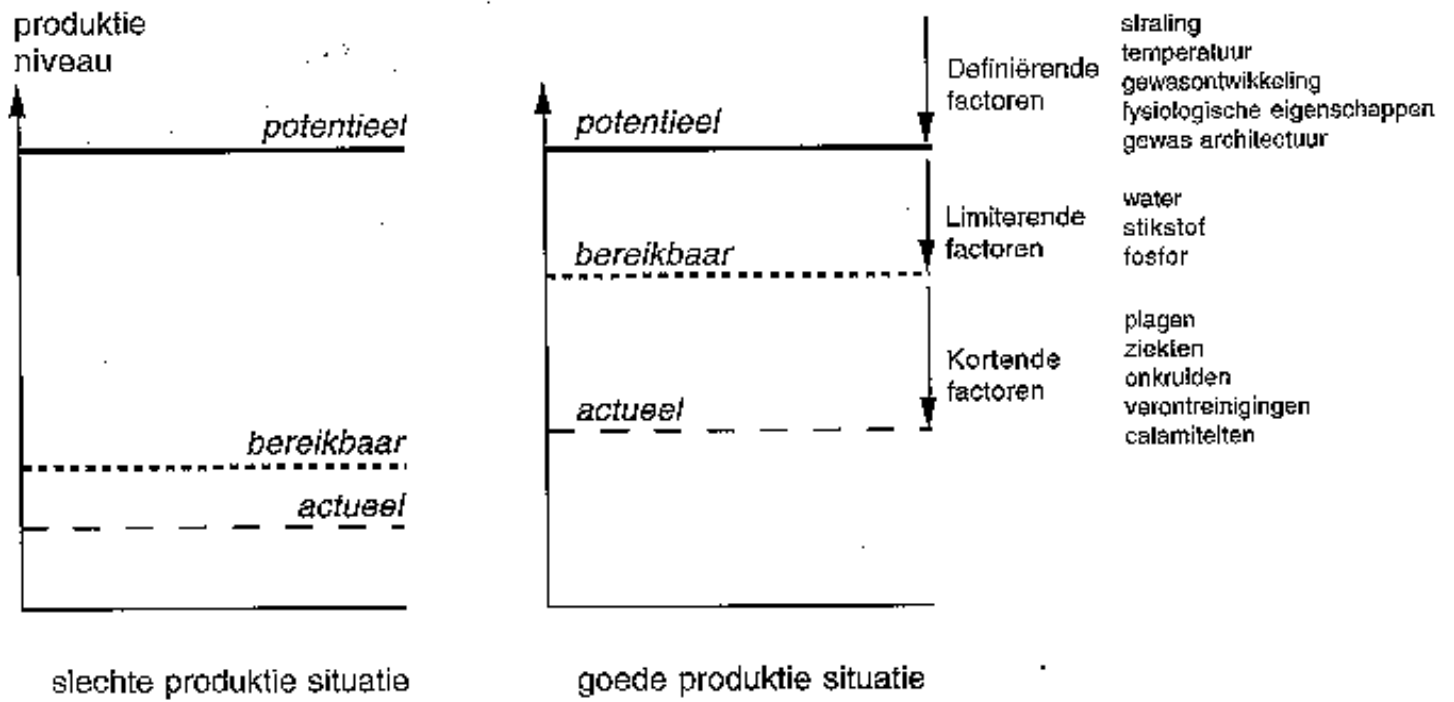 produktie
niveau
potentieel
bereikbaar
actueel
slechte produktie situatie
potentieel
bereikbaar
actueel
goede produktie situatie
Definiërende
factoren
straling
temperatuur
gewasontwikkeling
fysiologische eigenschappen
gewas architectuur
Limiterende
factoren
water
stikstof
fosfor
Kortende
factoren
plagen
ziekten
onkruiden
verontreinigingen
calamiteiten